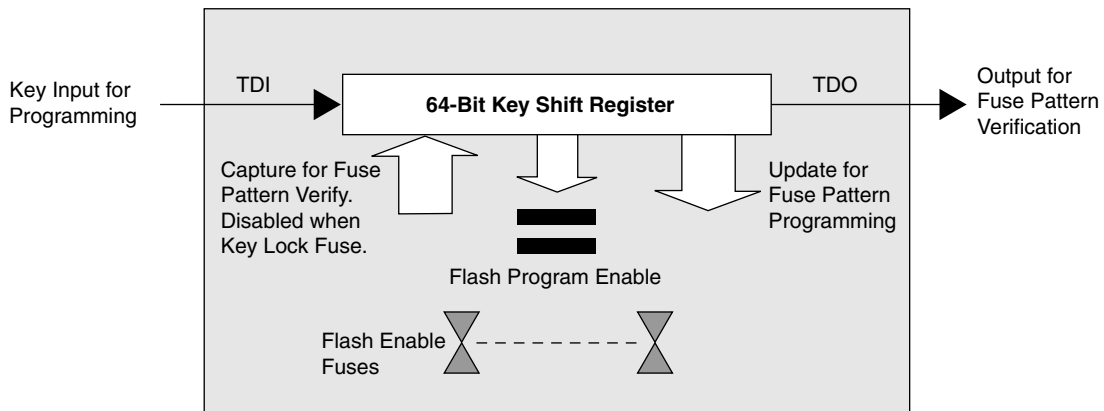 Key Input for
Programming
TDI
64-Bit Key Shift Register
TDO
Output for
Fuse Pattern
Verification
Capture for Fuse
Pattern Verify.
Disabled when
Key Lock Fuse.
Update for
Fuse Pattern
Programming
Flash Program Enable
Flash Enable
Fuses